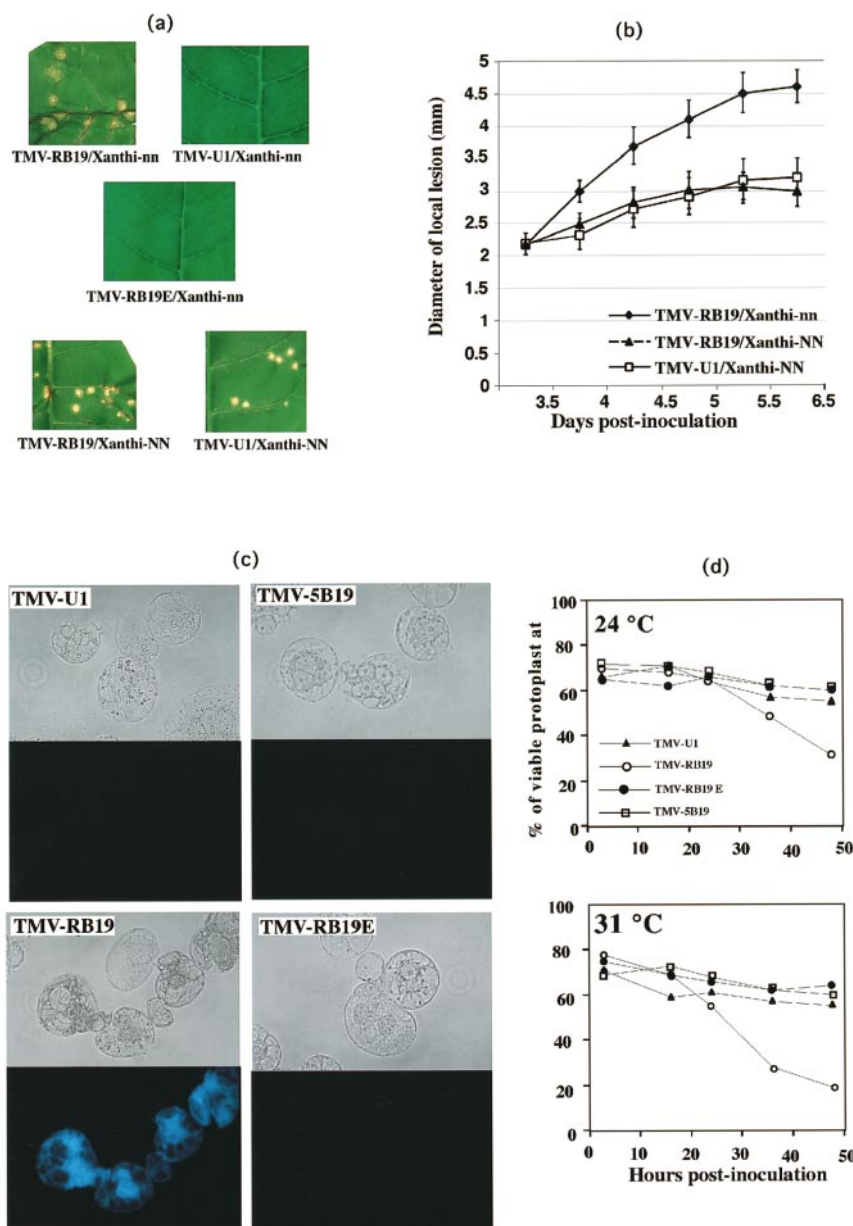 (a)
TMV-RB19/Xanthi-nn TMV-U1/Xanthi-nn
TMV-RB19E/Xanthi-nn
TMV-RB19/Xanthi-NN TMV-U1/Xanthi-NN
(b)
Diameter of local lesion (mm)
5
4.5
4
3.5
3
2.5
2
1.5
1
0.5
0
TMV-RB19/Xanthi-nn
TMV-RB19/Xanthi-NN
TMV-U1/Xanthi-NN
3.5 4 4.5 5 5.5 6 6.5
Days post-inoculation
(c)
TMV-U1
TMV-5B19
TMV-RB19
TMV-RB19E
(d)
% of viable protoplast at
100
80
60
40
20
0
24 °C
TMV-U1
TMV-RB19
TMV-RB19 E
TMV-5B19
0 10 20 30 40 50
100
80
60
40
20
0
31 °C
0 10 20 30 40 50
Hours post-inoculation